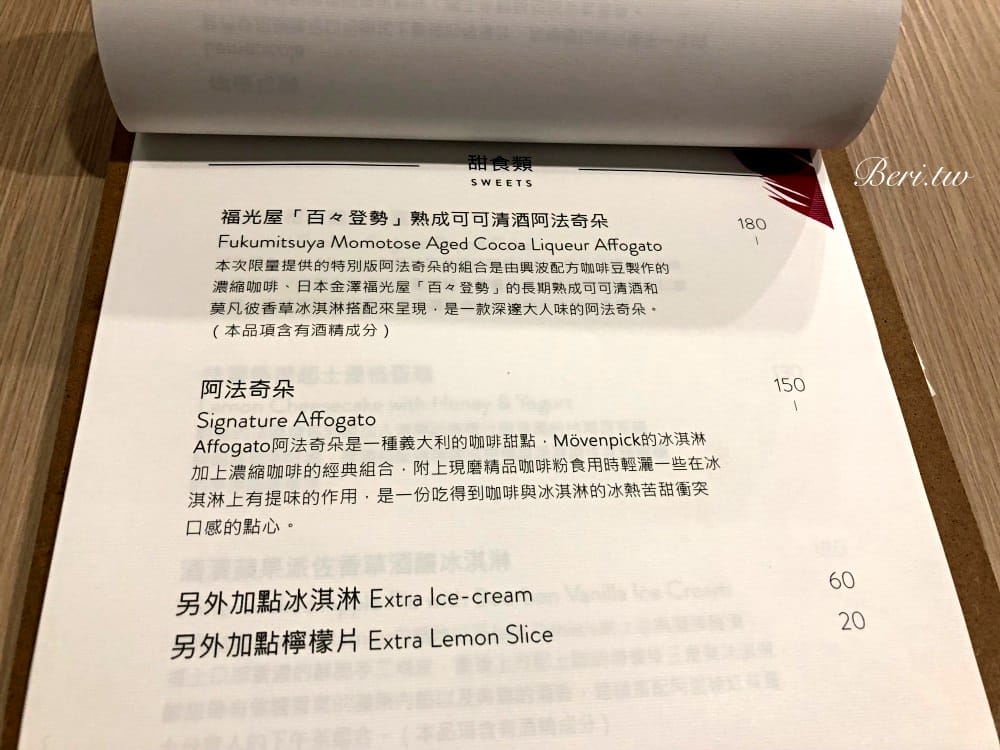 甜食類
SWEETS
Beri.tw
福光屋「百々登勢」熟成可可清酒阿法奇朵 180
Fukumitsuya Momotose Aged Cocoa Liqueur Affogato
本次限量提供的特別版阿法奇朵的組合是由興波配方咖啡豆製作的
濃縮咖啡、日本金澤福光屋「百々登勢」的長期熟成可可清酒和
莫凡彼香草冰淇淋搭配來呈現，是一款深邃大人味的阿法奇朵。
（本品項含有酒精成分）
阿法奇朵 150
Signature Affogato
Affogato阿法奇朵是一種義大利的咖啡甜點，Mövenpick的冰淇淋
加上濃縮咖啡的經典組合，附上現磨精品咖啡粉食用時輕灑一些在冰
淇淋上有提味的作用，是一份吃得到咖啡與冰淇淋的冰熱苦甜衝突
口感的點心。
另外加點冰淇淋 Extra Ice-cream 60
另外加點檸檬片 Extra Lemon Slice 20